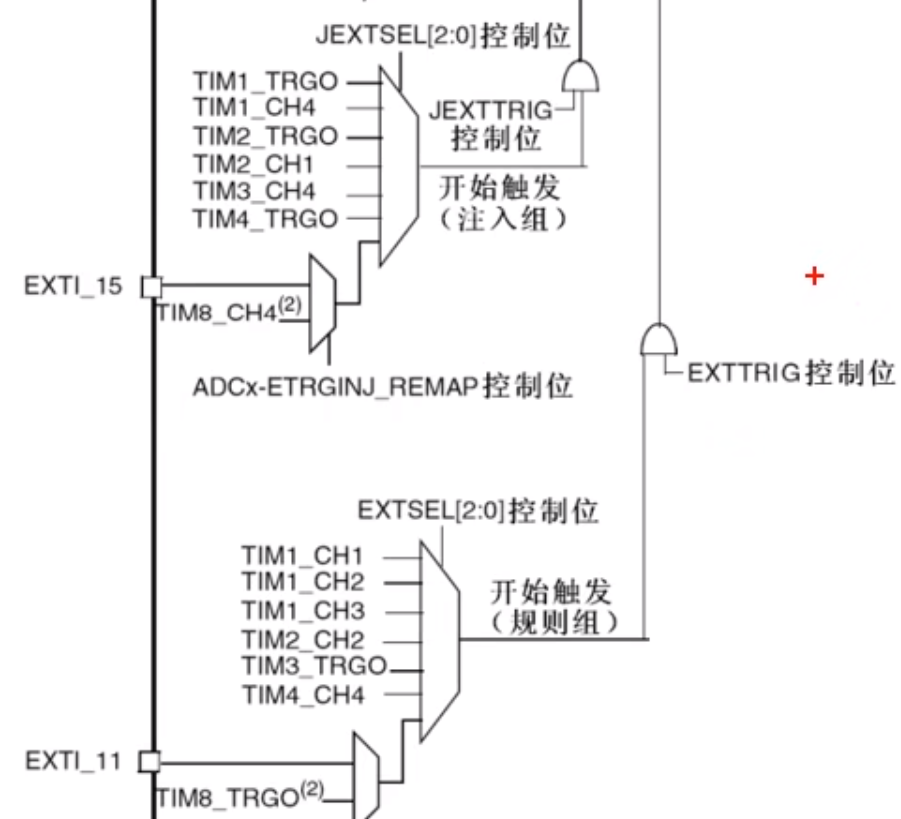 JEXTSEL[2:0]控制位
TIM1_TRGO
TIM1_CH4
TIM2_TRGO
TIM2_CH1
TIM3_CH4
TIM4_TRGO
JEXTTRIG
控制位
开始触发
（注入组）
EXTI_15
TIM8_CH4(2)
ADCx-ETRGINJ_REMAP控制位
EXTTRIG控制位
EXTSEL[2:0]控制位
TIM1_CH1
TIM1_CH2
TIM1_CH3
TIM2_CH2
TIM3_TRGO
TIM4_CH4
开始触发
（规则组）
EXTI_11
TIM8_TRGO(2)